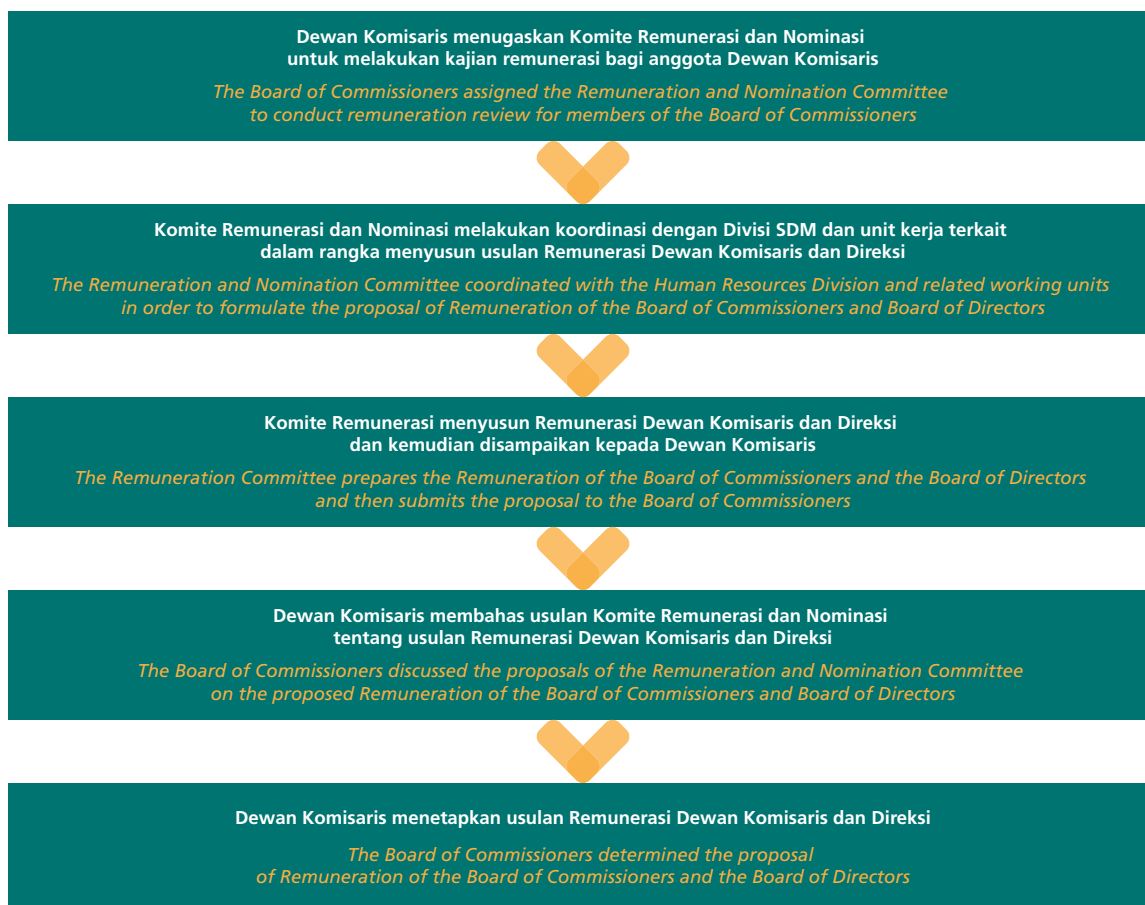 Dewan Komisaris menugaskan Komite Remunerasi dan Nominasi
untuk melakukan kajian remunerasi bagi anggota Dewan Komisaris
The Board of Commissioners assigned the Remuneration and Nomination Committee
to conduct remuneration review for members of the Board of Commissioners
Komite Remunerasi dan Nominasi melakukan koordinasi dengan Divisi SDM dan unit kerja terkait
dalam rangka menyusun usulan Remunerasi Dewan Komisaris dan Direksi
The Remuneration and Nomination Committee coordinated with the Human Resources Division and related working units
in order to formulate the proposal of Remuneration of the Board of Commissioners and Board of Directors
Komite Remunerasi menyusun Remunerasi Dewan Komisaris dan Direksi
dan kemudian disampaikan kepada Dewan Komisaris
The Remuneration Committee prepares the Remuneration of the Board of Commissioners and the Board of Directors
and then submits the proposal to the Board of Commissioners
Dewan Komisaris membahas usulan Komite Remunerasi dan Nominasi
tentang usulan Remunerasi Dewan Komisaris dan Direksi
The Board of Commissioners discussed the proposals of the Remuneration and Nomination Committee
on the proposed Remuneration of the Board of Commissioners and Board of Directors
Dewan Komisaris menetapkan usulan Remunerasi Dewan Komisaris dan Direksi
The Board of Commissioners determined the proposal
of Remuneration of the Board of Commissioners and the Board of Directors